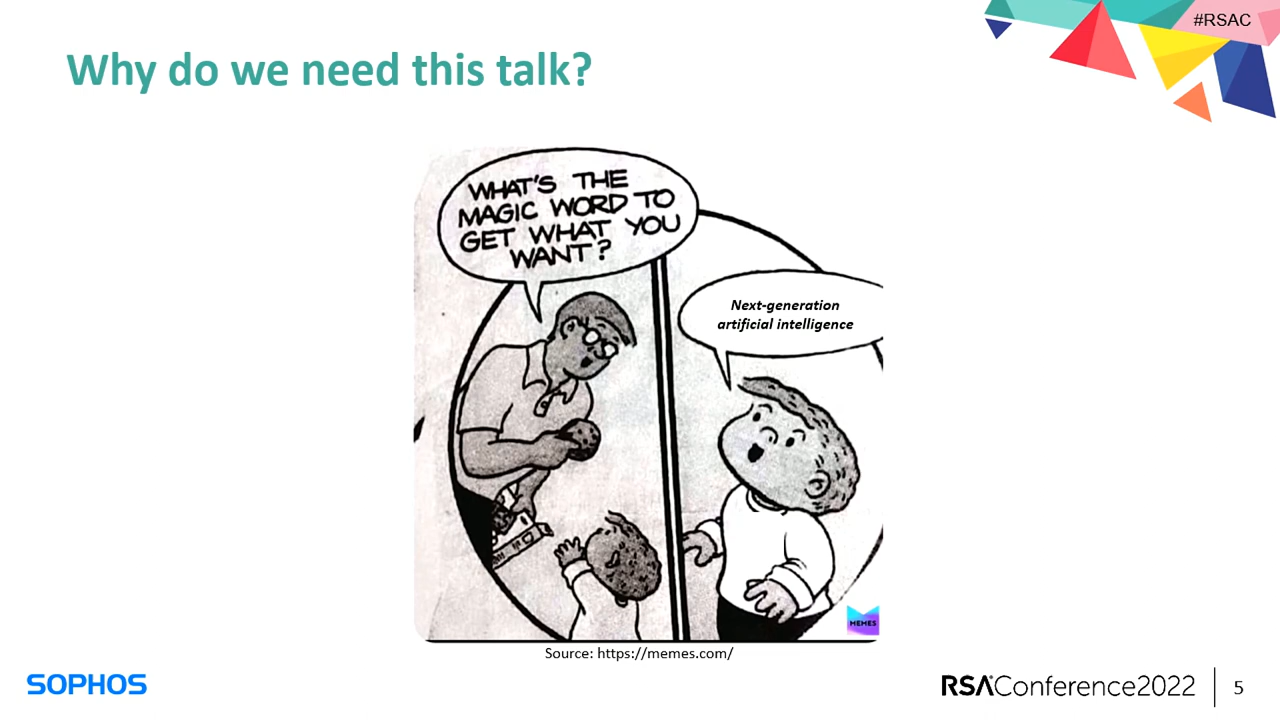 #RSAC
Why do we need this talk?
WHAT'S THE
MAGIC WORD TO
GET WHAT YOU
WANT?
Next-generation
artificial intelligence
MEMES
Source: https://memes.com/
SOPHOS
RSAConference2022
5